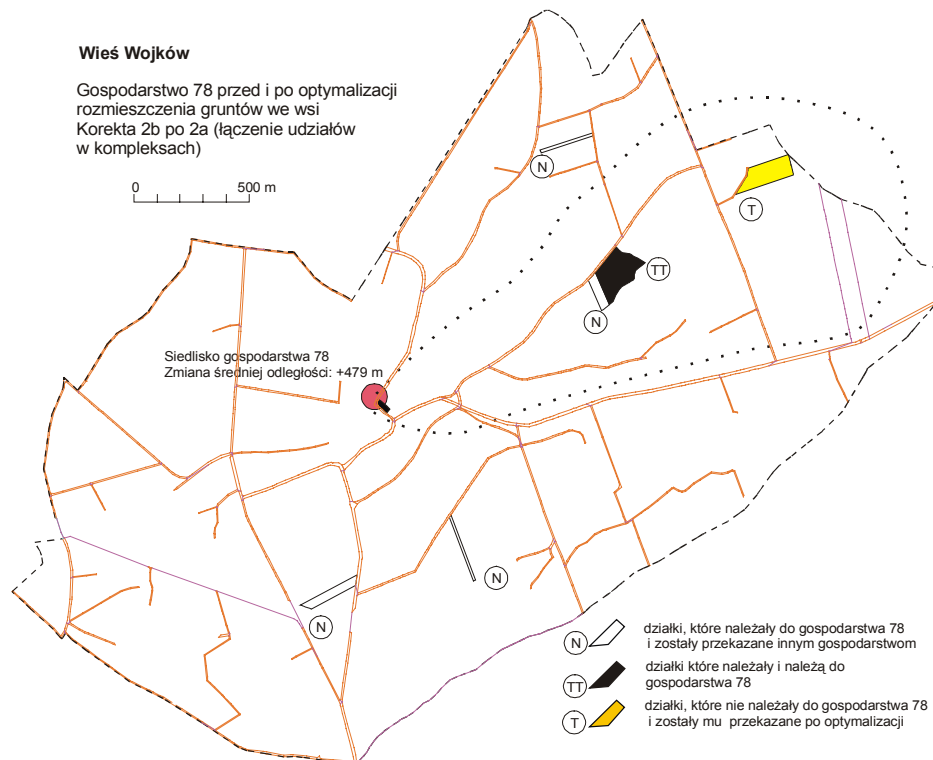 Wieś Wojków
Gospodarstwo 78 przed i po optymalizacji
rozmieszczenia gruntów we wsi
Korekta 2b po 2a (łączenie udziałów
w kompleksach)
0
500 m
N
T
TT
N
Siedlisko gospodarstwa 78
Zmiana średniej odległości: +479 m
N
N
N
działki, które należały do gospodarstwa 78
i zostały przekazane innym gospodarstwom
TT
działki które należały i należą do
gospodarstwa 78
T
działki, które nie należały do gospodarstwa 78
i zostały mu przekazane po optymalizacji